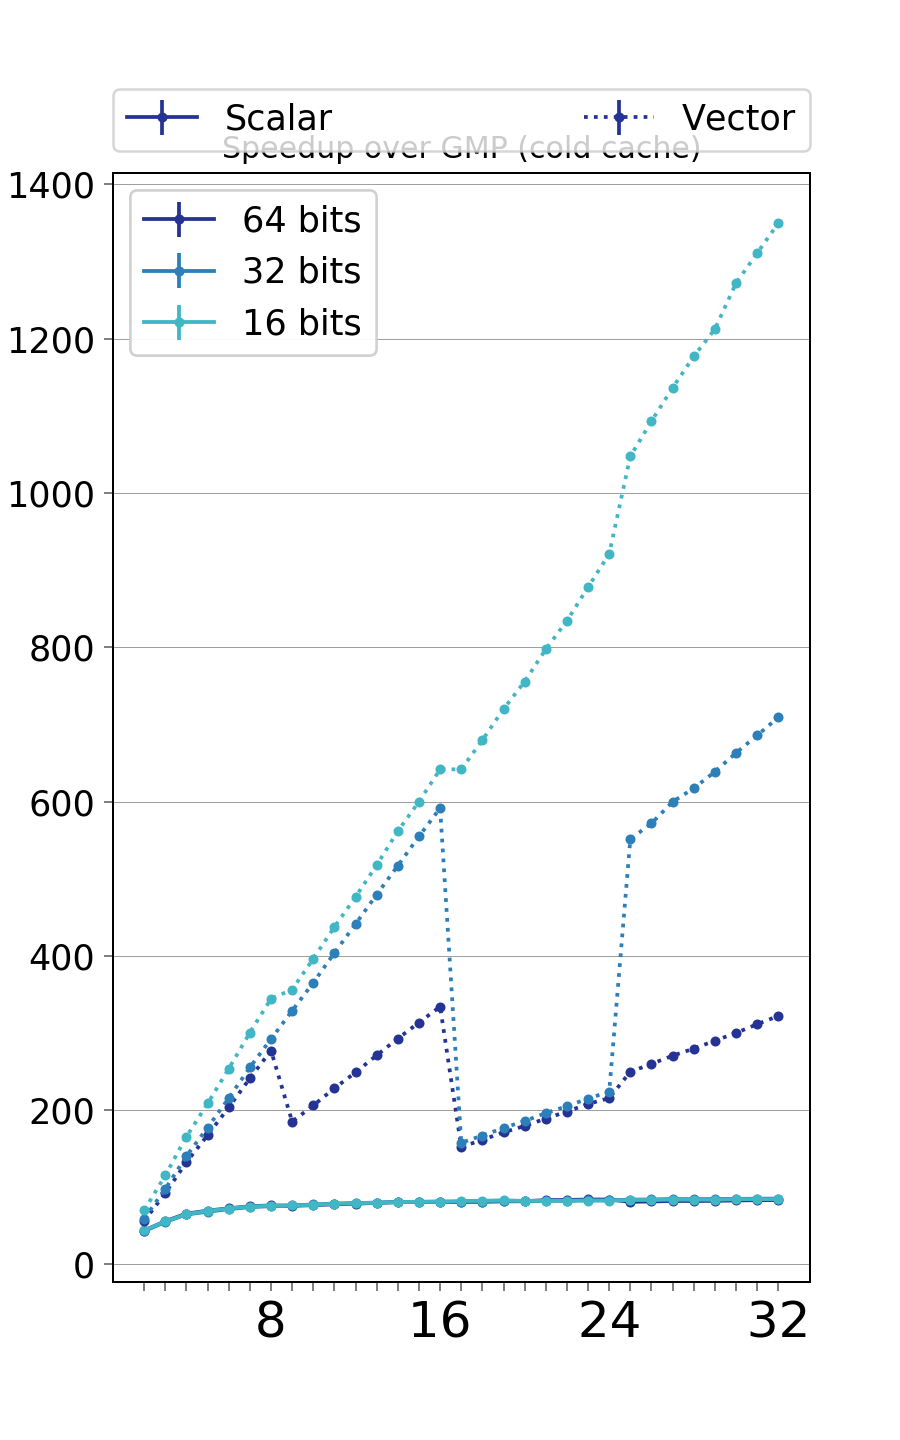 Scalar Vector
Speedup over GMP (cold cache)
1400
64 bits
32 bits
16 bits
1200
1000
800
600
400
200
0
8 16 24 32